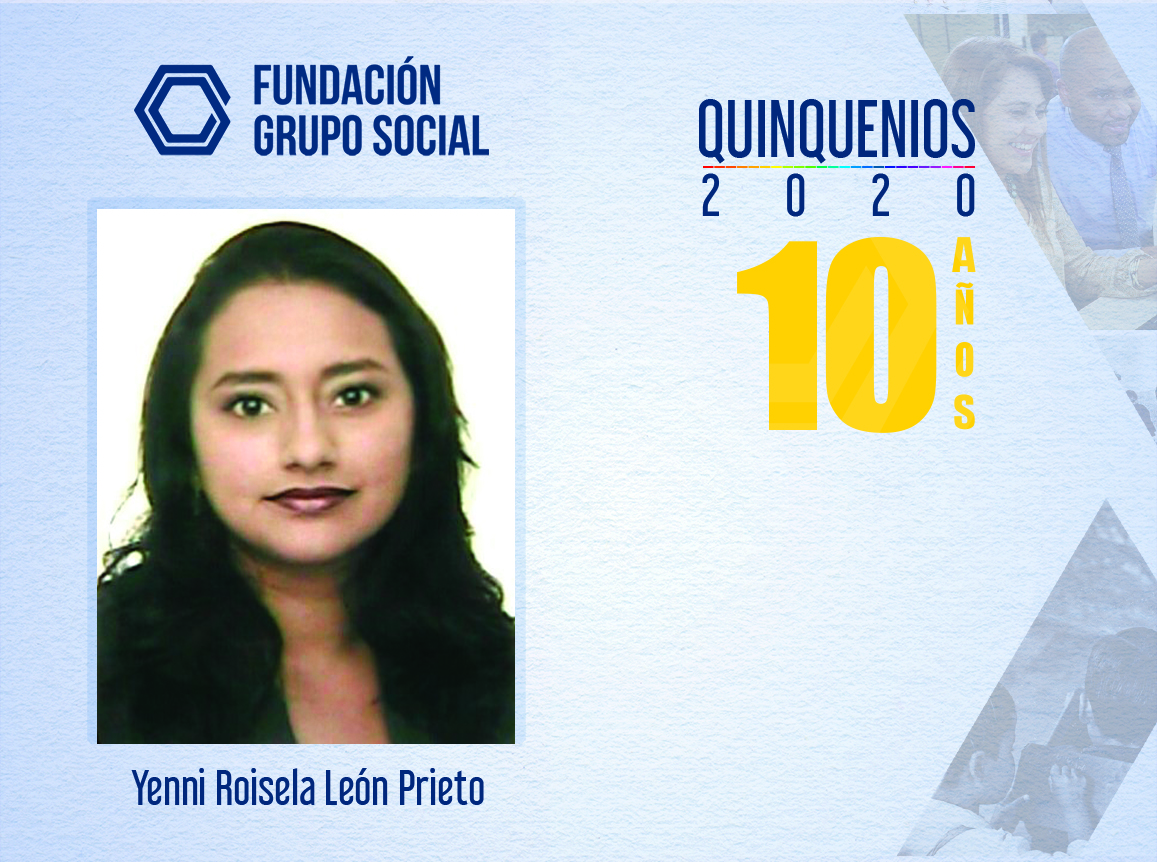 FUNDACIÓN
GRUPO SOCIAL
QUINQUENIOS
2020
10 AÑOS
Yenni Roisela León Prieto